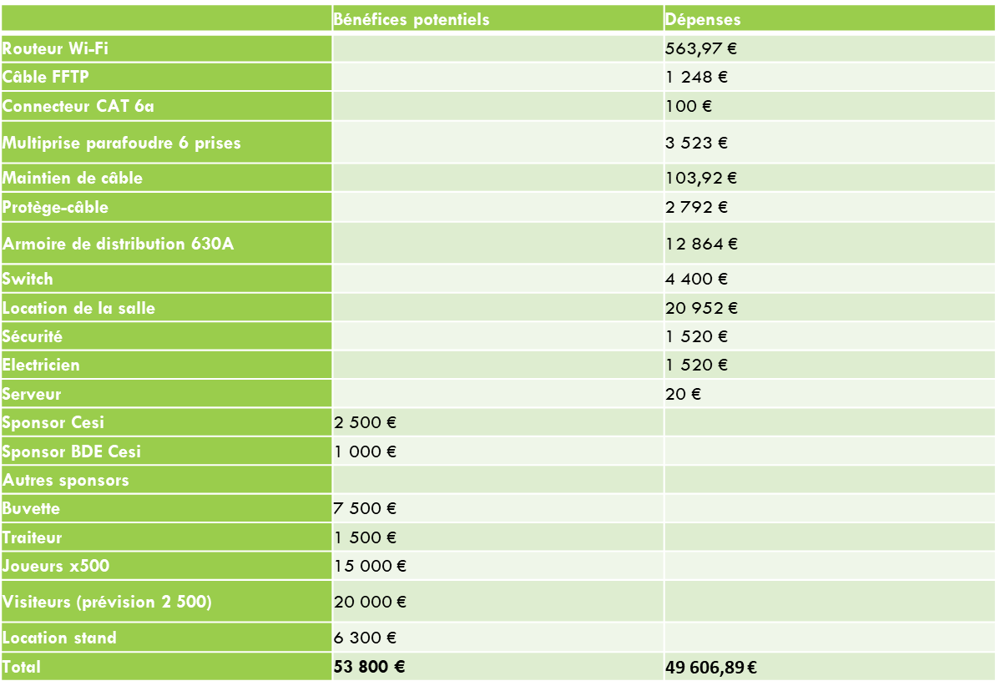 Bénéfices potentiels Dépenses
Routeur Wi-Fi 563,97 €
Câble FFTP 1 248 €
Connecteur CAT 6a 100 €
Multiprise parafoudre 6 prises 3 523 €
Maintien de câble 103,92 €
Protège-câble 2 792 €
Armoire de distribution 630A 12 864 €
Switch 4 400 €
Location de la salle 20 952 €
Sécurité 1 520 €
Electricien 1 520 €
Serveur 20 €
Sponsor Cesi 2 500 €
Sponsor BDE Cesi 1 000 €
Autres sponsors
Buvette 7 500 €
Traiteur 1 500 €
Joueurs x500 15 000 €
Visiteurs (prévision 2 500) 20 000 €
Location stand 6 300 €
Total 53 800 € 49 606,89 €